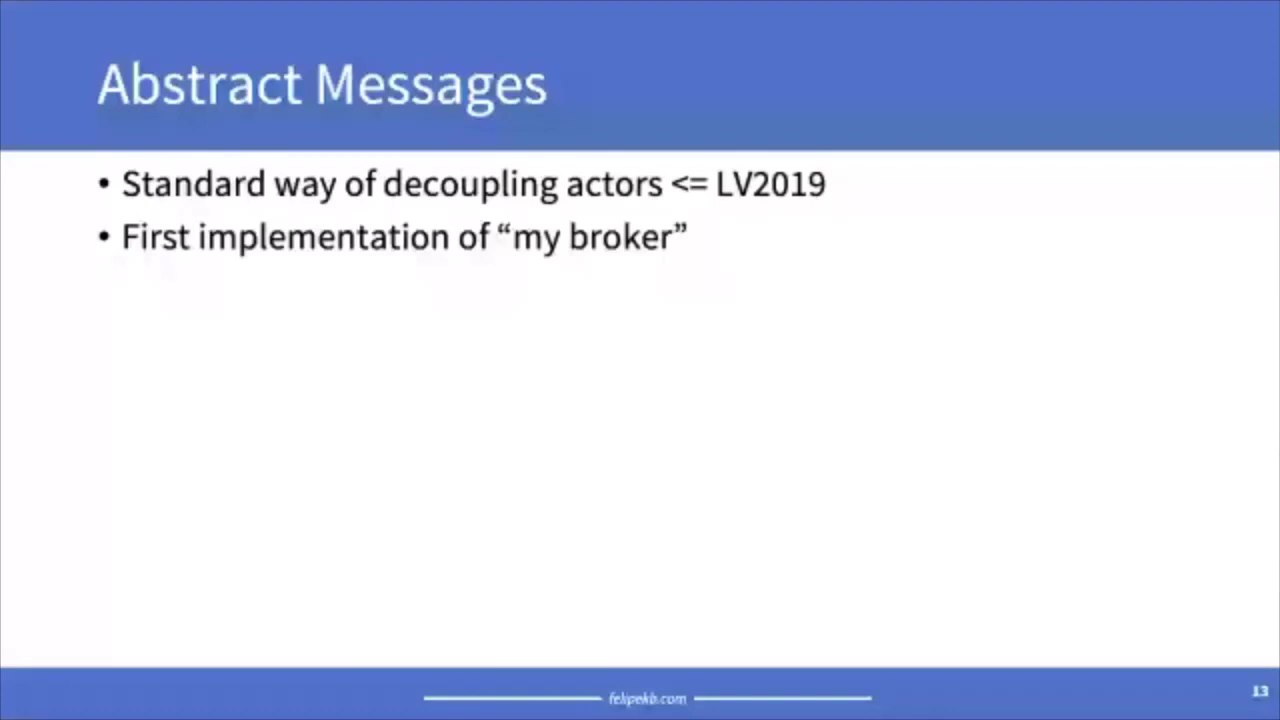 Abstract Messages
• Standard way of decoupling actors <= LV2019
• First implementation of “my broker”
felipekb.com
13